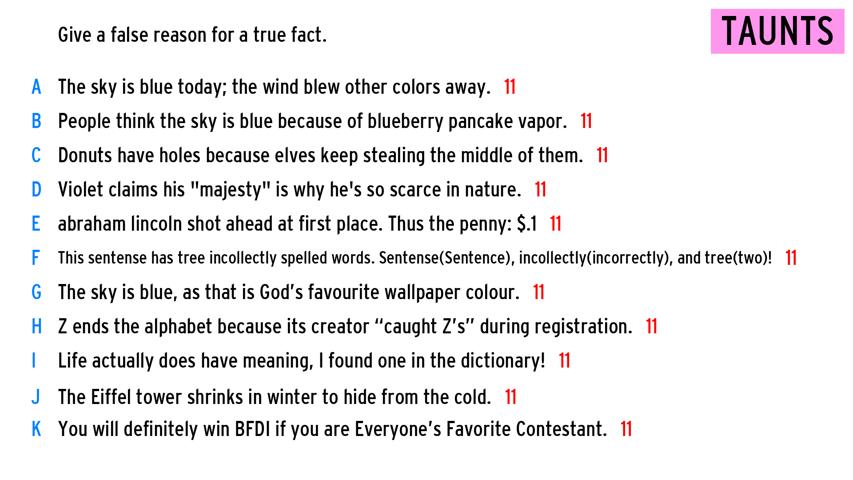 Give a false reason for a true fact.
TAUNTS
A The sky is blue today; the wind blew other colors away. 11
B People think the sky is blue because of blueberry pancake vapor. 11
C Donuts have holes because elves keep stealing the middle of them. 11
D Violet claims his "majesty" is why he's so scarce in nature. 11
E abraham lincoln shot ahead at first place. Thus the penny: $.1 11
F This sentense has tree incollectly spelled words. Sentense(Sentence), incollectly(incorrectly), and tree(two)! 11
G The sky is blue, as that is God’s favourite wallpaper colour. 11
H Z ends the alphabet because its creator “caught Z’s” during registration. 11
I Life actually does have meaning, I found one in the dictionary! 11
J The Eiffel tower shrinks in winter to hide from the cold. 11
K You will definitely win BFDI if you are Everyone’s Favorite Contestant. 11